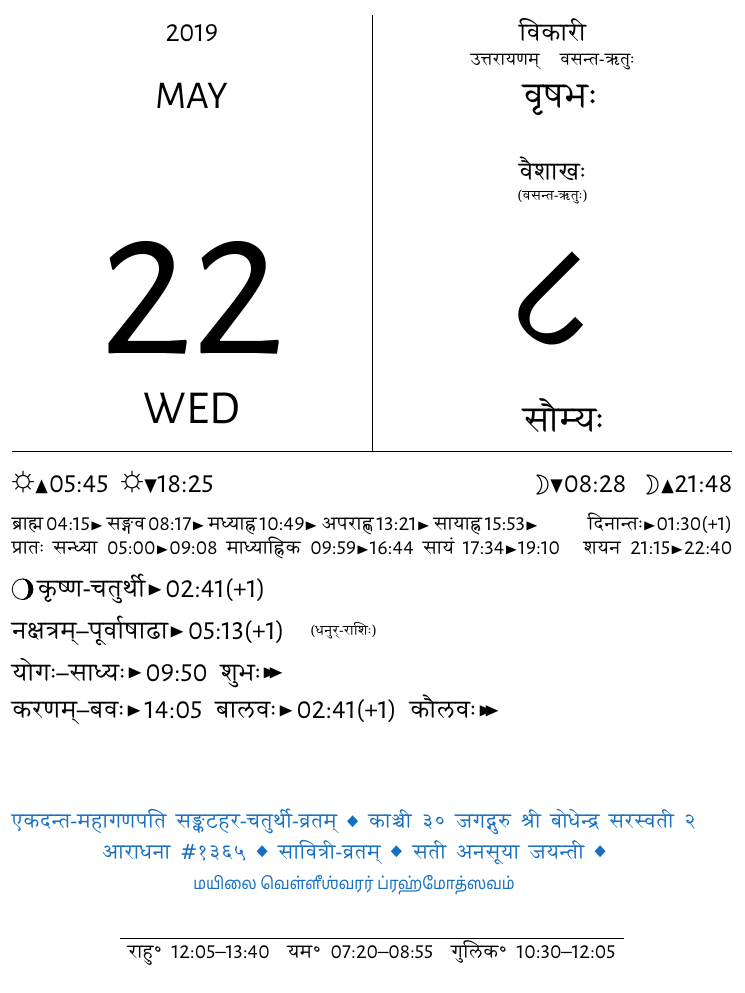 2019
MAY
22
WED
विकारी
उत्तरायणम् वसन्त-ऋतुः
वृषभः
वैशाखः
(वसन्त-ऋतुः)
८
सौम्यः
☼▲05:45 ☼▼18:25 ☽▼08:28 ☽▲21:48
ब्राह्म 04:15► सङ्गव 08:17► मध्याह्न 10:49► अपराह्ण 13:21► सायाह्न 15:53► दिनान्तः►01:30(+1)
प्रातः सन्ध्या 05:00►09:08 माध्याह्निक 09:59►16:44 सायं 17:34►19:10 शयन 21:15►22:40
कृष्ण-चतुर्थी► 02:41(+1)
नक्षत्रम्–पूर्वाषाढा► 05:13(+1) (धनुर्-राशिः)
योगः–साध्यः► 09:50 शुभः►►
करणम्–बवः► 14:05 बालवः► 02:41(+1) कौलवः►►
एकदन्त-महागणपति सङ्कटहर-चतुर्थी-व्रतम् ◆ काञ्ची ३० जगद्गुरु श्री बोधेन्द्र सरस्वती २
आराधना #१३६५ ◆ सावित्री-व्रतम् ◆ सती अनसूया जयन्ती ◆
மயிலை வெள்ளீஶ்வரர் ப்ரஹ்மோத்ஸவம்
राहु° 12:05–13:40 यम° 07:20–08:55 गुलिक° 10:30–12:05